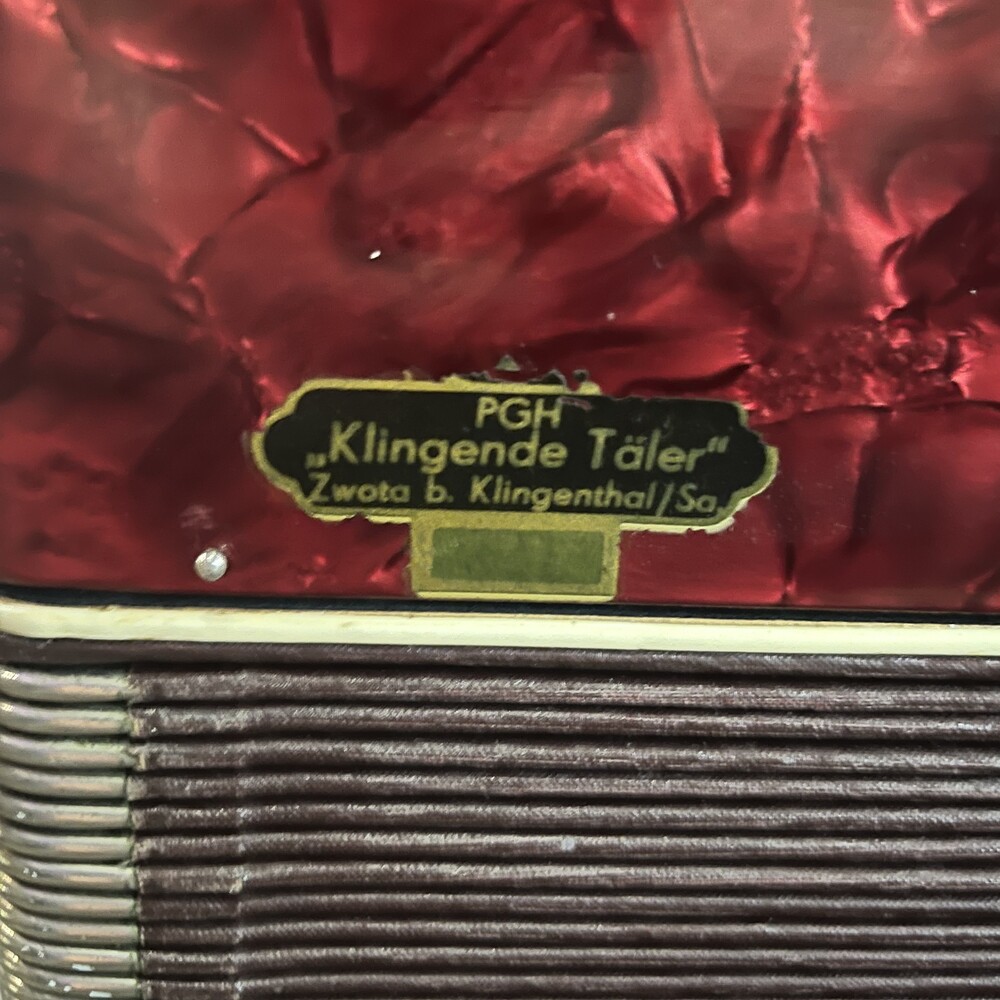 PGH
„Klingende Täler“
Zwota b. Klingenthal/Sa.